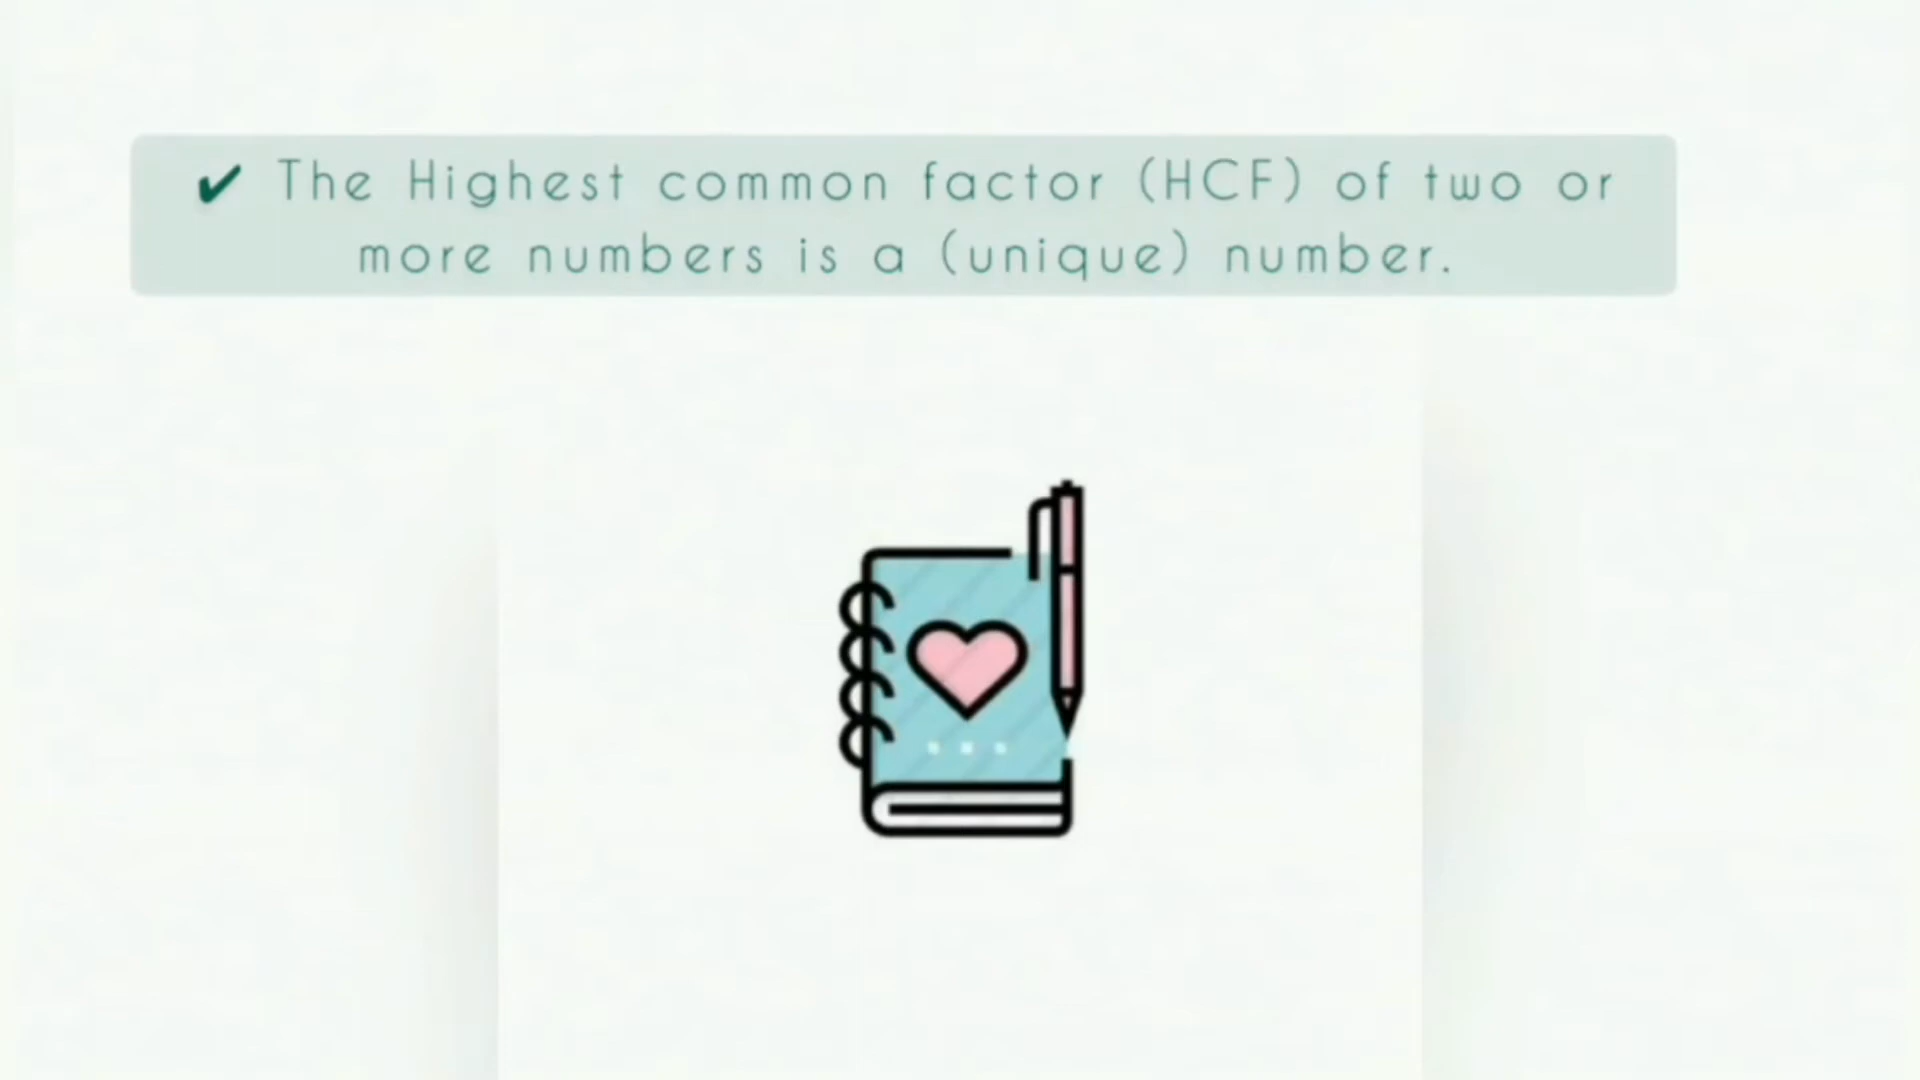 ✔ The Highest common factor (HCF) of two or
more numbers is a (unique) number.